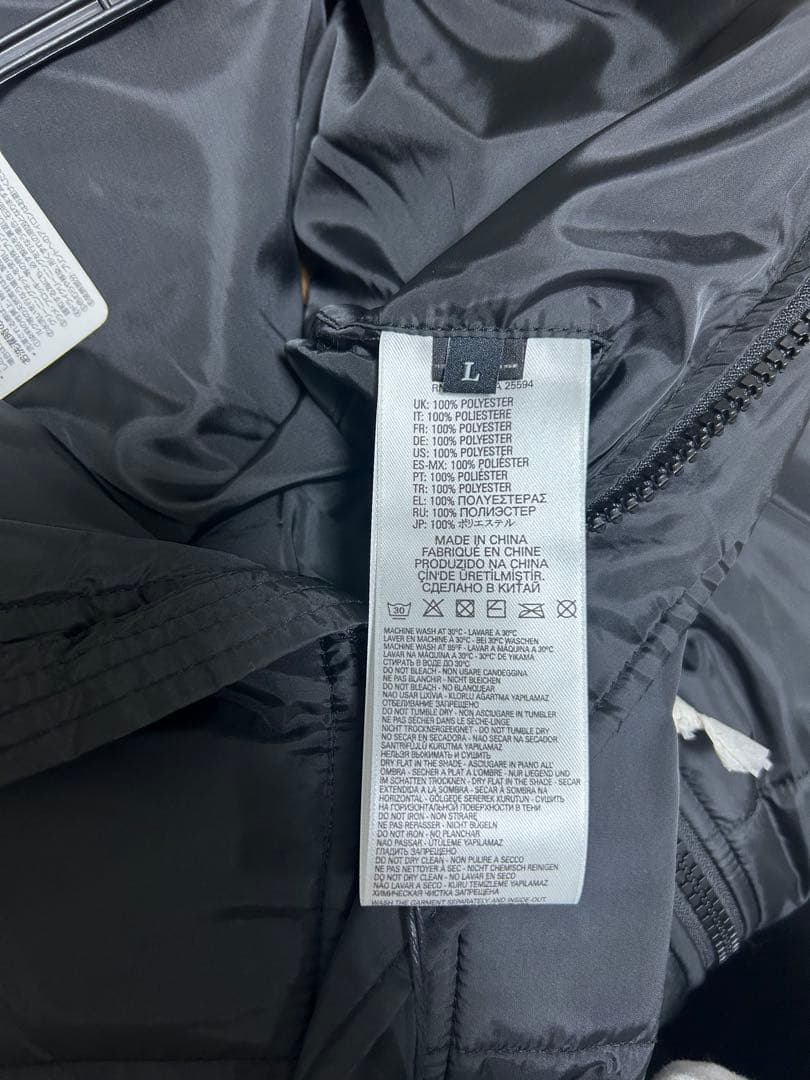 L
RN
A 25594
UK: 100% POLYESTER
IT: 100% POLIESTERE
FR: 100% POLYESTER
DE: 100% POLYESTER
US: 100% POLYESTER
ES-MX: 100% POLIÉSTER
PT: 100% POLIÉSTER
TR: 100% POLYESTER
EL: 100% ΠΟΛΥΕΣΤΕΡΑΣ
RU: 100% ПОЛИЭСТЕР
JP: 100% ポリエステル
MADE IN CHINA
FABRIQUÉ EN CHINE
PRODUZIDO NA CHINA
ÇIN'DE ÜRETİLMİŞTİR.
СДЕЛАНО В КИТАЙ
30
MACHINE WASH AT 30°C - LAVARE A 30°C
LAVER EN MACHINE À 30°C - BEI 30°C WASCHEN
MACHINE WASH AT 85°F - LAVAR A MÁQUINA A 30°C
LAVAR NA MÁQUINA A 30°C - 30°C' DE YIKAMA
СТИРАТЬ В ВОДЕ ДО 30°C
DO NOT BLEACH - NON USARE CANDEGGINA
NE PAS BLANCHIR - NICHT BLEICHEN
DO NOT BLEACH - NO BLANQUEAR
NÃO USAR LIXÍVIA - KLORLU AĞARTMA YAPILAMAZ
ОТБЕЛИВАНИЕ ЗАПРЕЩЕНО
DO NOT TUMBLE DRY - NON ASCIUGARE IN TUMBLER
NE PAS SÉCHER DANS LE SÈCHE-LINGE
NICHT TROCKNERGEEIGNET - DO NOT TUMBLE DRY
NO SECAR EN SECADORA - NÃO SECAR NA SECADOR
SANTRİFÜJLÜ KURUTMA YAPILAMAZ
НЕЛЬЗЯ ВЫЖИМАТЬ И СУШИТЬ
DRY FLAT IN THE SHADE - ASCIUGARE IN PIANO ALL'
OMBRA - SÉCHER A PLAT A L'OMBRE - NUR LIEGEND UND
IM SCHATTEN TROCKNEN - DRY FLAT IN THE SHADE - SECAR
EXTENDIDA A LA SOMBRA - SECAR À SOMBRA NA
HORIZONTAL - GÖLGEDE SEREREK KURUTUN - СУШИТЬ
НА ГОРИЗОНТАЛЬНОЙ ПОВЕРХНОСТИ В ТЕНИ
DO NOT IRON - NON STIRARE
NE PAS REPASSER - NICHT BÜGELN
DO NOT IRON - NO PLANCHAR
NÃO PASSAR - ÜTÜLEME YAPILAMAZ
ГЛАДИТЬ ЗАПРЕЩЕНО
DO NOT DRY CLEAN - NON PULIRE A SECCO
NE PAS NETTOYER À SEC - NICHT CHEMISCH REINIGEN
DO NOT DRY CLEAN - NO LAVAR EN SECO
NÃO LAVAR A SECO - KURU TEMİZLEME YAPILAMAZ
ХИМИЧЕСКАЯ ЧИСТКА ЗАПРЕЩЕНА
WASH THE GARMENT SEPARATELY AND INSIDE-OUT.